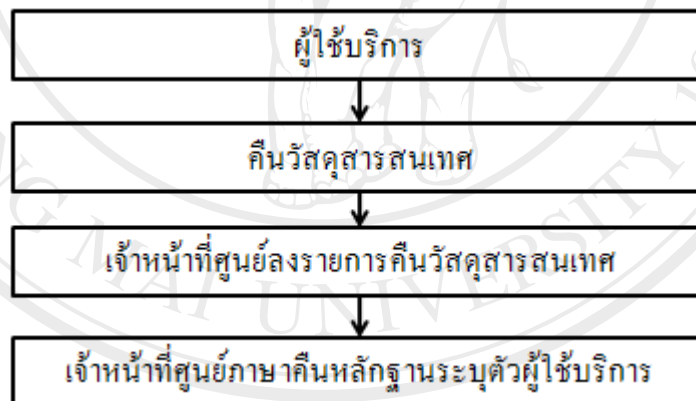 ผู้ใช้บริการ
คืนวัสดุสารสนเทศ
เจ้าหน้าที่ศูนย์ลงรายการคืนวัสดุสารสนเทศ
เจ้าหน้าที่ศูนย์ภาษาคืนหลักฐานระบุตัวผู้ใช้บริการ
NG MAI UNIVERSITY